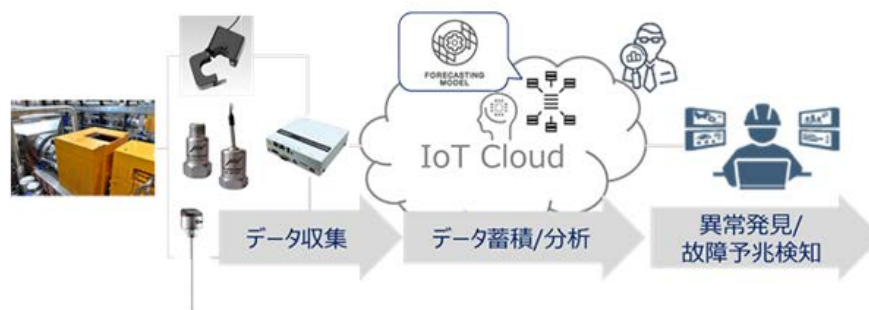 FORECASTING
MODEL
IoT Cloud
データ収集
データ蓄積/分析
異常発見/
故障予兆検知